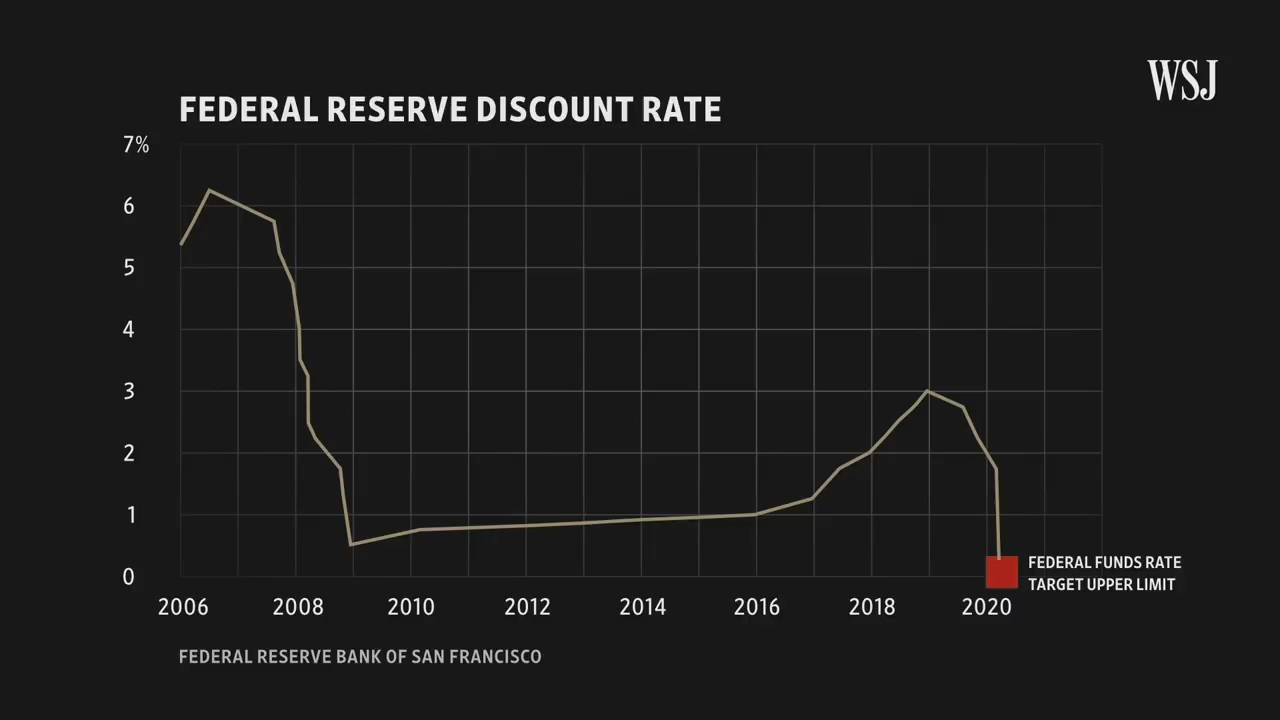 WSJ
FEDERAL RESERVE DISCOUNT RATE
7%
6
5
4
3
2
1
0
FEDERAL FUNDS RATE
TARGET UPPER LIMIT
2006 2008 2010 2012 2014 2016 2018 2020
FEDERAL RESERVE BANK OF SAN FRANCISCO